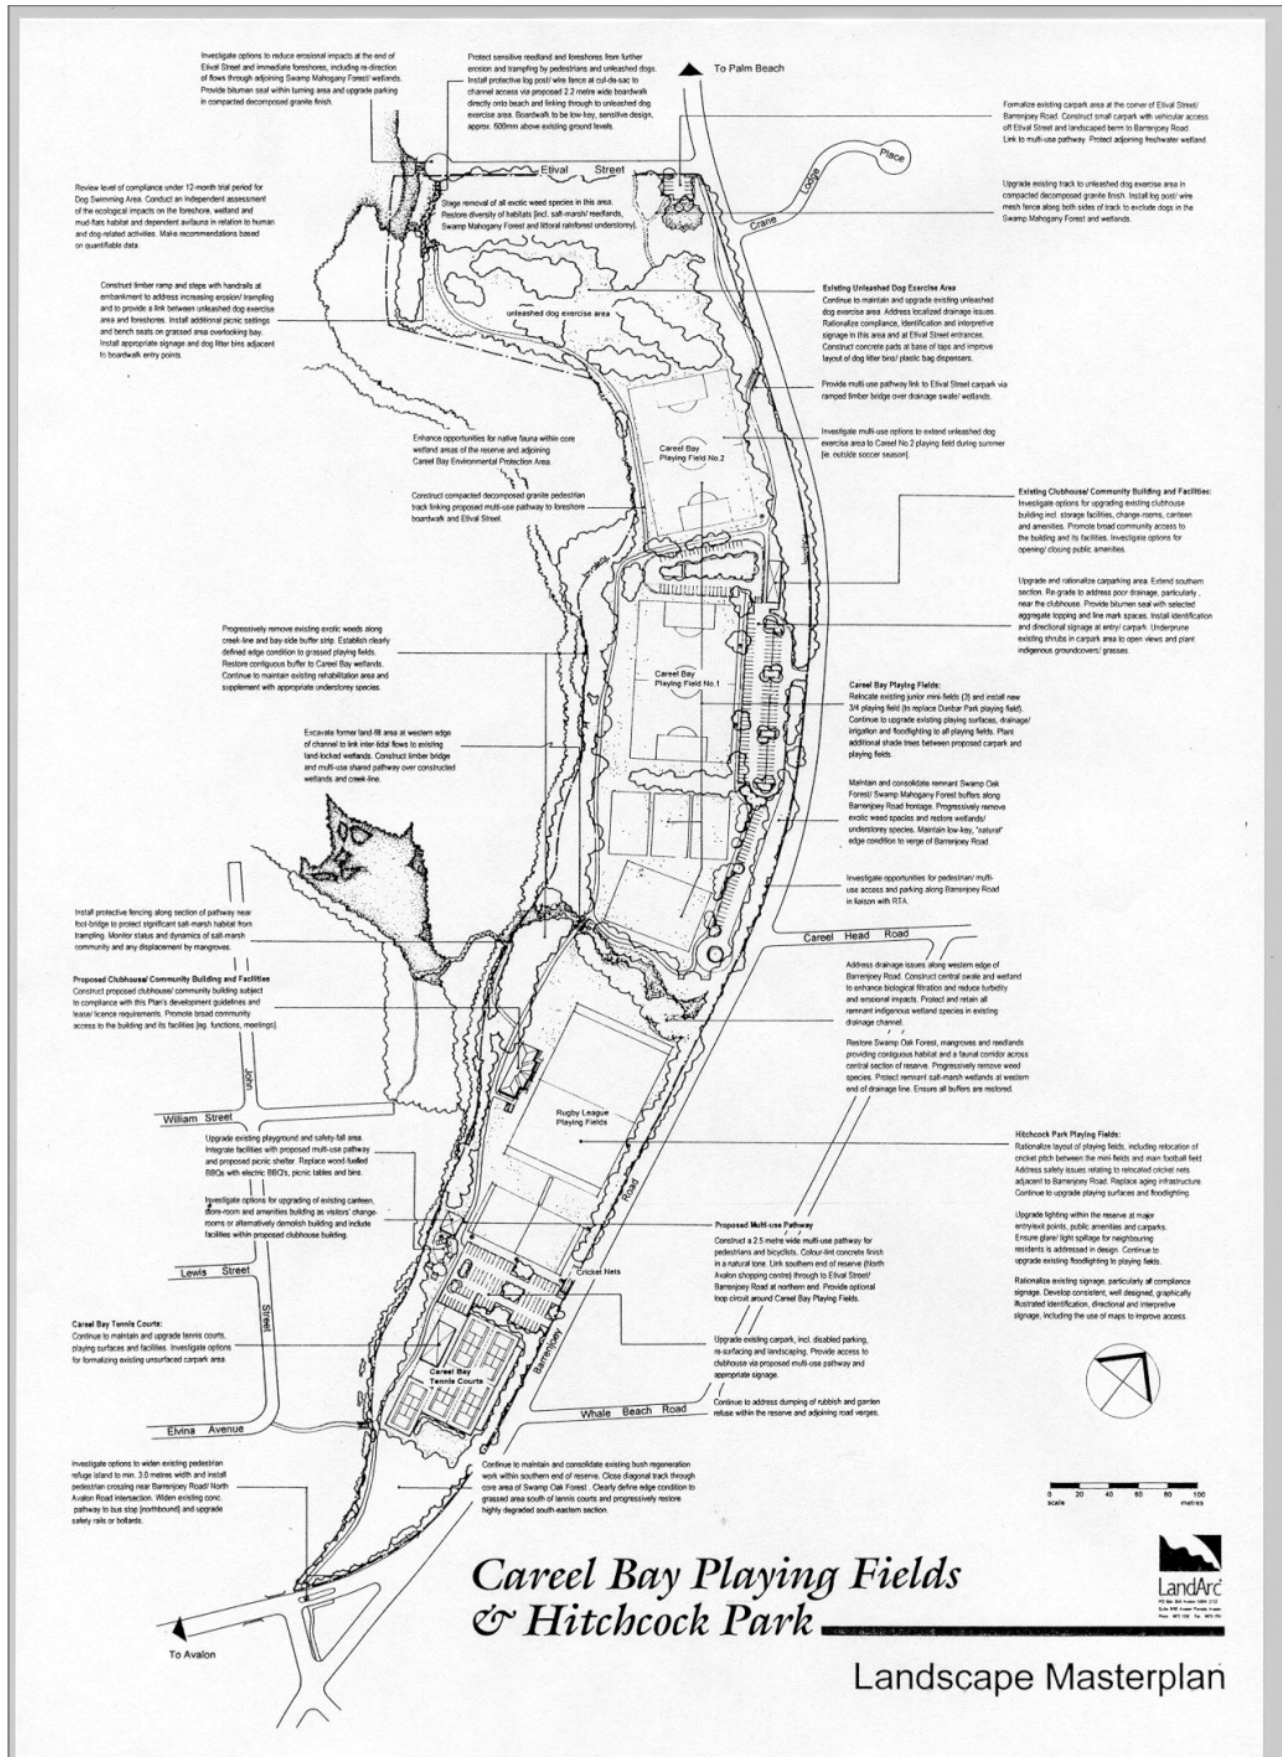 Investigate options to reduce erosional impacts at the end of
Etival Street and immediate foreshores, including re-direction
of flows through adjoining Swamp Mahogany Forest/ wetlands.
Provide bitumen seal within turning area and upgrade parking
in compacted decomposed granite finish.
Protect sensitive reedland and foreshores from further
erosion and trampling by pedestrians and unleashed dogs.
Install protective log post/ wire fence at cul-de-sac to
channel access via proposed 2.2 metre wide boardwalk
directly onto beach and linking through to unleashed dog
exercise area. Boardwalk to be low-key, sensitive design,
approx. 600mm above existing ground levels.
To Palm Beach
Formalize existing carpark area at the corner of Etival Street/
Barrenjoey Road. Construct small carpark with vehicular access
off Etival Street and landscaped berm to Barrenjoey Road.
Link to multi-use pathway. Protect adjoining freshwater wetland.
Etival Street
Crane Lodge Place
Review level of compliance under 12-month trial period for
Dog Swimming Area. Conduct an independent assessment
of the ecological impacts on the foreshore, wetland and
mud-flats habitat and dependent avifauna in relation to human
and dog-related activities. Make recommendations based
on quantifiable data.
Stage removal of all exotic weed species in this area.
Restore diversity of habitats [incl. salt-marsh/ reedlands,
Swamp Mahogany Forest and littoral rainforest understorey].
Upgrade existing track to unleashed dog exercise area in
compacted decomposed granite finish. Install log post/ wire
mesh fence along both sides of track to exclude dogs in the
Swamp Mahogany Forest and wetlands.
Construct timber ramp and steps with handrails at
embankment to address increasing erosion/ trampling
and to provide a link between unleashed dog exercise
area and foreshores. Install additional picnic settings
and bench seats on grassed area overlooking bay.
Install appropriate signage and dog litter bins adjacent
to boardwalk entry points.
unleashed dog exercise area
Existing Unleashed Dog Exercise Area
Continue to maintain and upgrade existing unleashed
dog exercise area. Address localized drainage issues.
Rationalize compliance, identification and interpretive
signage in this area and at Etival Street entrances.
Construct concrete pads at base of taps and improve
layout of dog litter bins/ plastic bag dispensers.
Provide multi use pathway link to Etival Street carpark via
ramped timber bridge over drainage swale/ wetlands.
Investigate multi-use options to extend unleashed dog
exercise area to Careel No.2 playing field during summer
[ie. outside soccer season].
Enhance opportunities for native fauna within core
wetland areas of the reserve and adjoining
Careel Bay Environmental Protection Area.
Careel Bay
Playing Field No.2
Construct compacted decomposed granite pedestrian
track linking proposed multi-use pathway to foreshore
boardwalk and Etival Street.
Existing Clubhouse/ Community Building and Facilities:
Investigate options for upgrading existing clubhouse
building incl. storage facilities, change-rooms, canteen
and amenities. Promote broad community access to
the building and its facilities. Investigate options for
opening/ closing public amenities.
Upgrade and rationalize carparking area. Extend southern
section. Re-grade to address poor drainage, particularly ,
near the clubhouse. Provide bitumen seal with selected
aggregate topping and line mark spaces. Install identification
and directional signage at entry/ carpark. Underprune
existing shrubs in carpark area to open views and plant
indigenous groundcovers/ grasses.
Progressively remove existing exotic weeds along
creek-line and bay-side buffer strip. Establish clearly
defined edge condition to grassed playing fields.
Restore contiguous buffer to Careel Bay wetlands.
Continue to maintain existing rehabilitation area and
supplement with appropriate understorey species.
Careel Bay
Playing Field No.1
Careel Bay Playing Fields:
Relocate existing junior mini-fields (3) and install new
3/4 playing field (to replace Dunbar Park playing field).
Continue to upgrade existing playing surfaces, drainage/
irrigation and floodlighting to all playing fields. Plant
additional shade trees between proposed carpark and
playing fields.
Excavate former land-fill area at western edge
of channel to link inter-tidal flows to existing
land-locked wetlands. Construct timber bridge
and multi-use shared pathway over constructed
wetlands and creek-line.
Maintain and consolidate remnant Swamp Oak
Forest/ Swamp Mahogany Forest buffers along
Barrenjoey Road frontage. Progressively remove
exotic weed species and restore wetlands/
understorey species. Maintain low-key, "natural"
edge condition to verge of Barrenjoey Road.
Investigate opportunities for pedestrian/ multi-
use access and parking along Barrenjoey Road
in liaison with RTA.
Install protective fencing along section of pathway near
foot-bridge to protect significant salt-marsh habitat from
trampling. Monitor status and dynamics of salt-marsh
community and any displacement by mangroves.
Careel Head Road
Address drainage issues along western edge of
Barrenjoey Road. Construct central swale and wetland
to enhance biological filtration and reduce turbidity
and erosional impacts. Protect and retain all
remnant indigenous wetland species in existing
drainage channel.
Proposed Clubhouse/ Community Building and Facilities
Construct proposed clubhouse/ community building subject
to compliance with this Plan's development guidelines and
lease/ licence requirements. Promote broad community
access to the building and its facilities [eg. functions, meetings].
Restore Swamp Oak Forest, mangroves and reedlands
providing contiguous habitat and a faunal corridor across
central section of reserve. Progressively remove weed
species. Protect remnant salt-marsh wetlands at western
end of drainage line. Ensure all buffers are restored.
John
Street
William Street
Rugby League
Playing Fields
Upgrade existing playground and safety-fall area.
Integrate facilities with proposed multi-use pathway
and proposed picnic shelter. Replace wood-fuelled
BBQs with electric BBQ's, picnic tables and bins.
Hitchcock Park Playing Fields:
Rationalize layout of playing fields, including relocation of
cricket pitch between the mini fields and main football field.
Address safety issues relating to relocated cricket nets
adjacent to Barrenjoey Road. Replace aging infrastructure.
Continue to upgrade playing surfaces and floodlighting.
Investigate options for upgrading of existing canteen,
store-room and amenities building as visitors' change-
rooms or alternatively demolish building and include
facilities within proposed clubhouse building.
Upgrade lighting within the reserve at major
entry/exit points, public amenities and carparks.
Ensure glare/ light spillage for neighbouring
residents is addressed in design. Continue to
upgrade existing floodlighting to playing fields.
Proposed Multi-use Pathway
Construct a 2.5 metre wide multi-use pathway for
pedestrians and bicyclists. Colour-tint concrete finish
in a natural tone. Link southern end of reserve (North
Avalon shopping centre) through to Etival Street/
Barrenjoey Road at northern end. Provide optional
loop circuit around Careel Bay Playing Fields.
Rationalize existing signage, particularly all compliance
signage. Develop consistent, well designed, graphically
illustrated identification, directional and interpretive
signage, including the use of maps to improve access.
Lewis Street
Cricket Nets
Barrenjoey Road
Careel Bay Tennis Courts:
Continue to maintain and upgrade tennis courts,
playing surfaces and facilities. Investigate options
for formalizing existing unsurfaced carpark area.
Careel Bay
Tennis Courts
Upgrade existing carpark, incl. disabled parking,
re-surfacing and landscaping. Provide access to
clubhouse via proposed multi-use pathway and
appropriate signage.
Continue to address dumping of rubbish and garden
refuse within the reserve and adjoining road verges.
Whale Beach Road
Elvina Avenue
Investigate options to widen existing pedestrian
refuge island to min. 3.0 metres width and install
pedestrian crossing near Barrenjoey Road/ North
Avalon Road intersection. Widen existing conc.
pathway to bus stop [northbound] and upgrade
safety rails or bollards.
Continue to maintain and consolidate existing bush regeneration
work within southern end of reserve. Close diagonal track through
core area of Swamp Oak Forest . Clearly define edge condition to
grassed area south of tennis courts and progressively restore
highly degraded south-eastern section.
0 20 40 60 80 100
scale metres
Careel Bay Playing Fields
& Hitchcock Park
LandArc
To Avalon
Landscape Masterplan